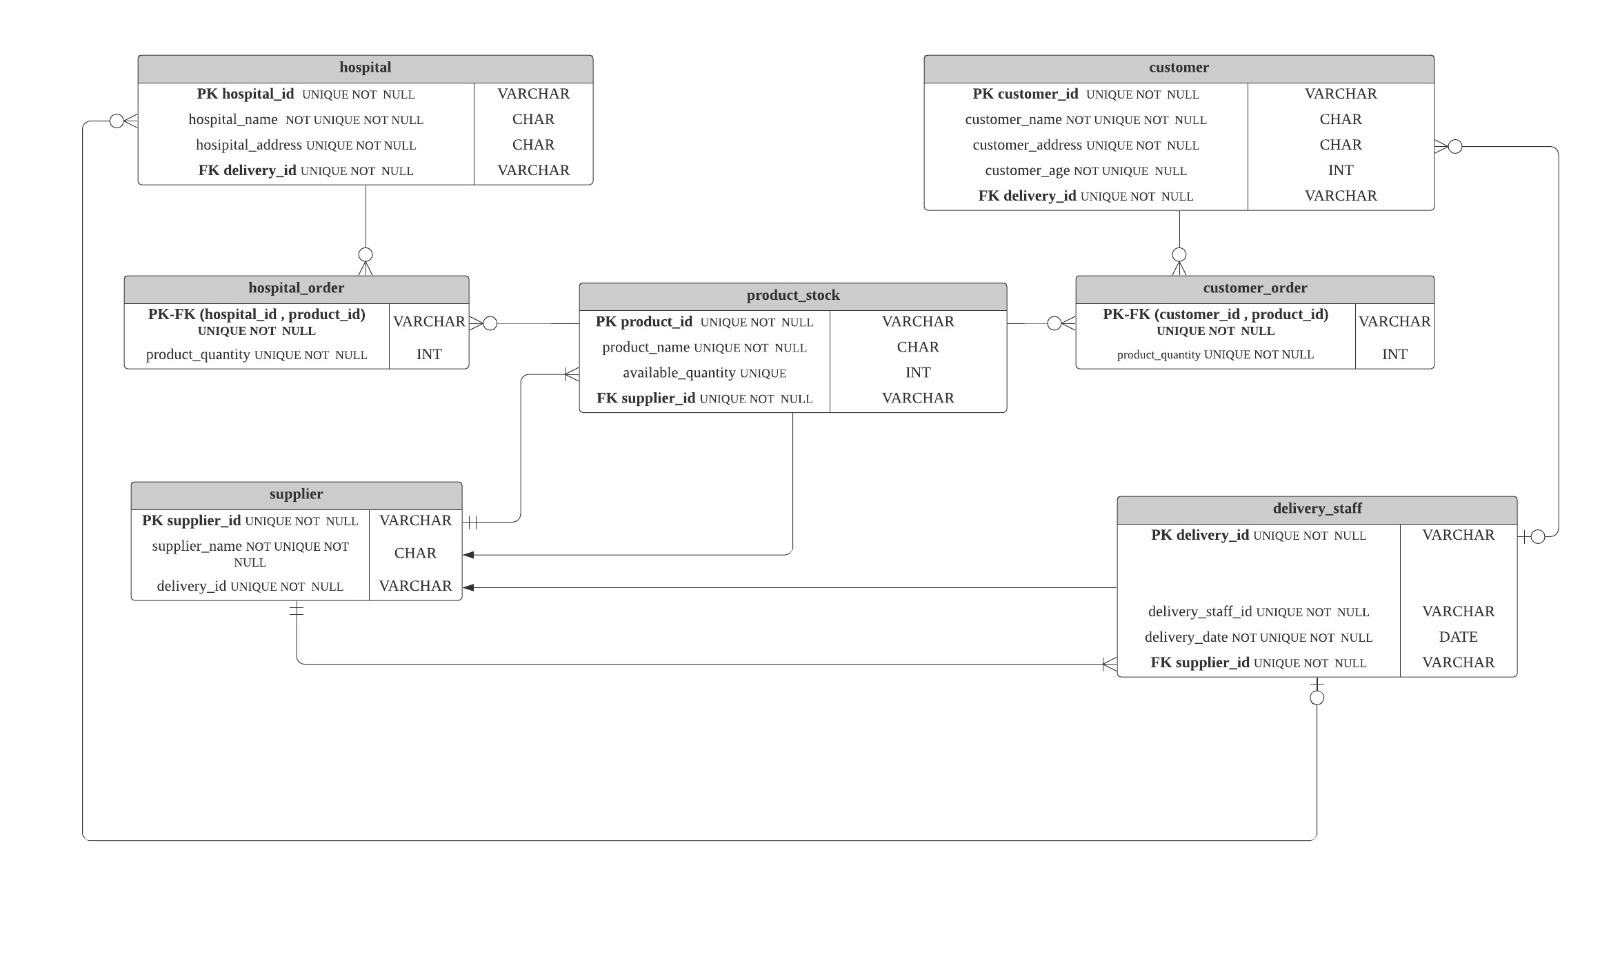 hospital
PK hospital_id UNIQUE NOT NULL VARCHAR
hospital_name NOT UNIQUE NOT NULL CHAR
hosipital_address UNIQUE NOT NULL CHAR
FK delivery_id UNIQUE NOT NULL VARCHAR
customer
PK customer_id UNIQUE NOT NULL VARCHAR
customer_name NOT UNIQUE NOT NULL CHAR
customer_address UNIQUE NOT NULL CHAR
customer_age NOT UNIQUE NULL INT
FK delivery_id UNIQUE NOT NULL VARCHAR
hospital_order
PK-FK (hospital_id , product_id)
UNIQUE NOT NULL
VARCHAR
product_quantity UNIQUE NOT NULL INT
product_stock
PK product_id UNIQUE NOT NULL VARCHAR
product_name UNIQUE NOT NULL CHAR
available_quantity UNIQUE INT
FK supplier_id UNIQUE NOT NULL VARCHAR
customer_order
PK-FK (customer_id , product_id)
UNIQUE NOT NULL
VARCHAR
product_quantity UNIQUE NOT NULL INT
supplier
PK supplier_id UNIQUE NOT NULL VARCHAR
supplier_name NOT UNIQUE NOT
NULL
CHAR
delivery_id UNIQUE NOT NULL VARCHAR
delivery_staff
PK delivery_id UNIQUE NOT NULL VARCHAR
delivery_staff_id UNIQUE NOT NULL VARCHAR
delivery_date NOT UNIQUE NOT NULL DATE
FK supplier_id UNIQUE NOT NULL VARCHAR